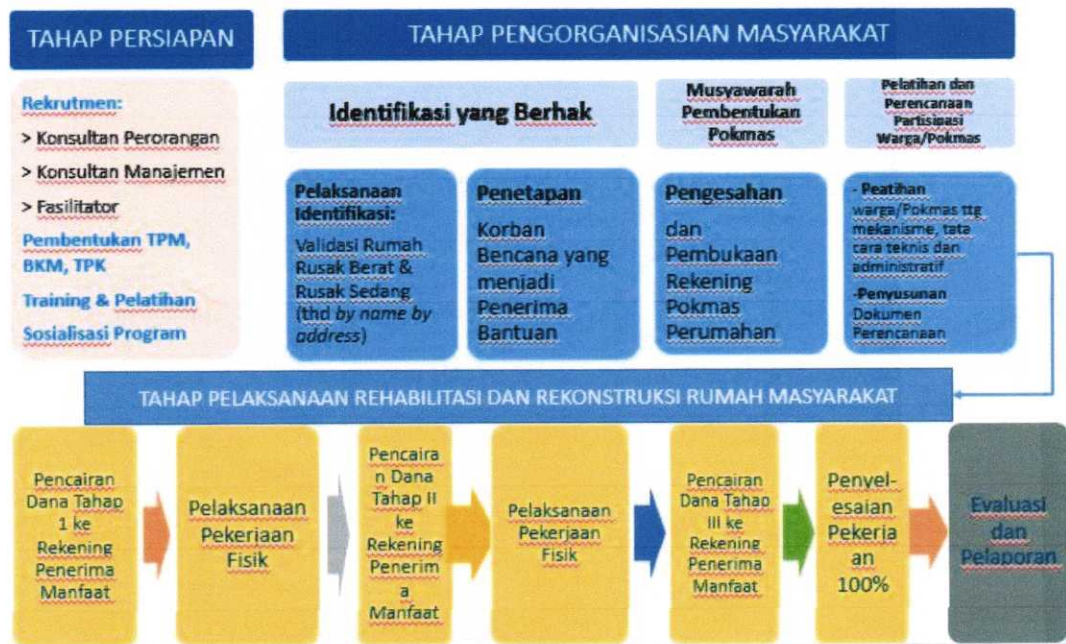 TAHAP PERSIAPAN
TAHAP PENGORGANISASIAN MASYARAKAT
Rekrutmen:
> Konsultan Perorangan
> Konsultan Manajemen
> Fasilitator
Pembentukan TPM,
BKM, TPK
Training & Pelatihan
Sosialisasi Program
Identifikasi yang Berhak
Musyawarah
Pembentukan
Pokmas
Pelatihan dan
Perencanaan
Partisipasi
Warga/Pokmas
Pelaksanaan
Identifikasi:
Validasi Rumah
Rusak Berat &
Rusak Sedang
(thd by name by
address)
Penetapan
Korban
Bencana yang
menjadi
Penerima
Bantuan
Pengesahan
dan
Pembukaan
Rekening
Pokmas
Perumahan
- Peatihan
warga/Pokmas ttg
mekanisme, tata
cara teknis dan
administratif
-Penyusunan
Dokumen
Perencanaan
TAHAP PELAKSANAAN REHABILITASI DAN REKONSTRUKSI RUMAH MASYARAKAT
Pencairan
Dana Tahap
1 ke
Rekening
Penerima
Manfaat
Pelaksanaan
Pekerjaan
Fisik
Pencaira
n Dana
Tahap II
ke
Rekening
Penerim
a
Manfaat
Pelaksanaan
Pekerjaan
Fisik
Pencairan
Dana Tahap
III ke
Rekening
Penerima
Manfaat
Penyel-
esaian
Pekerja
an
100%
Evaluasi
dan
Pelaporan